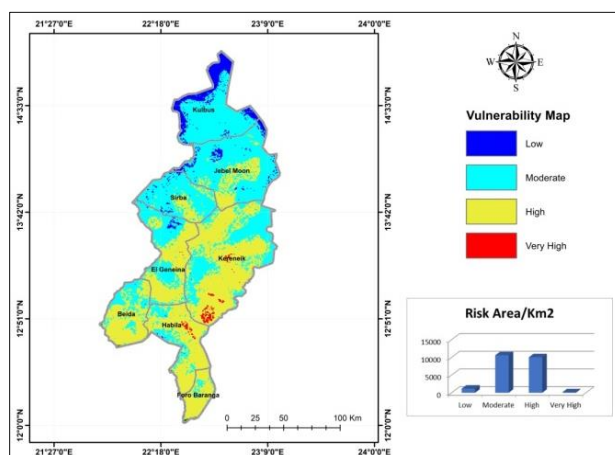 21°27'0"E 22°18'0"E 23°9'0"E 24°0'0"E
N
W E
S
14°33'0"N
14°33'0"N
Kulbus
Vulnerability Map
Low
Jebel Moon
Moderate
Sirba
High
13°42'0"N
13°42'0"N
Very High
Kereneik
El Geneina
12°51'0"N
12°51'0"N
Beida
Habila
Risk Area/Km2
15000
10000
5000
0
Low Moderate High Very High
Foro Baranga
0 25 50 100 Km
12°0'0"N
12°0'0"N
21°27'0"E 22°18'0"E 23°9'0"E 24°0'0"E